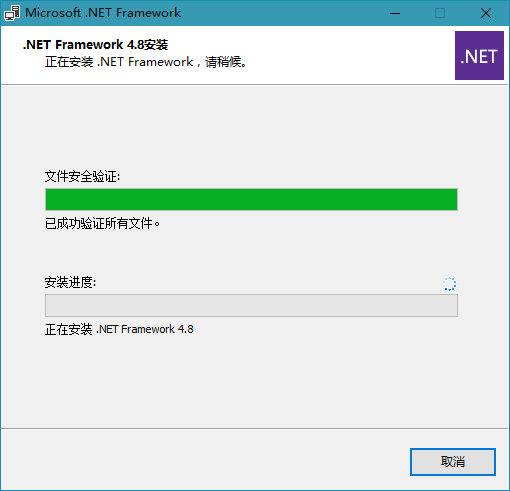 Microsoft .NET Framework
.NET Framework 4.8安装
正在安装 .NET Framework，请稍候。
.NET
文件安全验证:
已成功验证所有文件。
安装进度:
正在安装 .NET Framework 4.8
取消